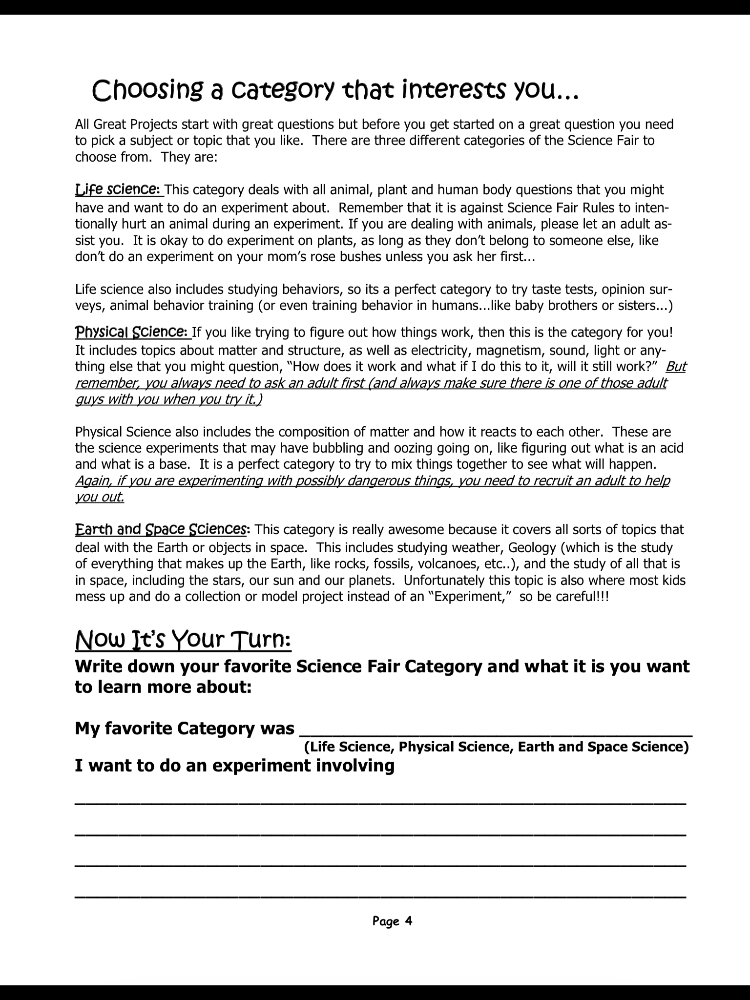 Choosing a category that interests you...
All Great Projects start with great questions but before you get started on a great question you need
to pick a subject or topic that you like.  There are three different categories of the Science Fair to
choose from.  They are:
Life science: This category deals with all animal, plant and human body questions that you might
have and want to do an experiment about.  Remember that it is against Science Fair Rules to inten-
tionally hurt an animal during an experiment. If you are dealing with animals, please let an adult as-
sist you.  It is okay to do experiment on plants, as long as they don’t belong to someone else, like
don’t do an experiment on your mom’s rose bushes unless you ask her first...
Life science also includes studying behaviors, so its a perfect category to try taste tests, opinion sur-
veys, animal behavior training (or even training behavior in humans...like baby brothers or sisters...)
Physical Science: If you like trying to figure out how things work, then this is the category for you!
It includes topics about matter and structure, as well as electricity, magnetism, sound, light or any-
thing else that you might question, “How does it work and what if I do this to it, will it still work?”  But
remember, you always need to ask an adult first (and always make sure there is one of those adult
guys with you when you try it.)
Physical Science also includes the composition of matter and how it reacts to each other.  These are
the science experiments that may have bubbling and oozing going on, like figuring out what is an acid
and what is a base.  It is a perfect category to try to mix things together to see what will happen.
Again, if you are experimenting with possibly dangerous things, you need to recruit an adult to help
you out.
Earth and Space Sciences: This category is really awesome because it covers all sorts of topics that
deal with the Earth or objects in space.  This includes studying weather, Geology (which is the study
of everything that makes up the Earth, like rocks, fossils, volcanoes, etc..), and the study of all that is
in space, including the stars, our sun and our planets.  Unfortunately this topic is also where most kids
mess up and do a collection or model project instead of an “Experiment,”  so be careful!!!
Now It’s Your Turn:
Write down your favorite Science Fair Category and what it is you want
to learn more about:
My favorite Category was ____________________________________
(Life Science, Physical Science, Earth and Space Science)
I want to do an experiment involving
________________________________________________________
________________________________________________________
________________________________________________________
________________________________________________________
Page 4